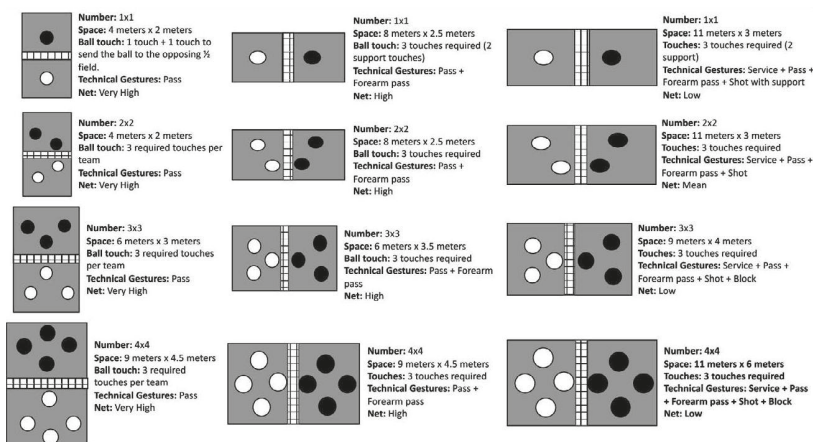 Number: 1x1
Space: 4 meters x 2 meters
Ball touch: 1 touch + 1 touch to
send the ball to the opposing ½
field.
Technical Gestures: Pass
Net: Very High
Number: 1x1
Space: 8 meters x 2.5 meters
Ball touch: 3 touches required (2
support touches)
Technical Gestures: Pass +
Forearm pass
Net: High
Number: 1x1
Space: 11 meters x 3 meters
Touches: 3 touches required (2
support)
Technical Gestures: Service + Pass +
Forearm pass + Shot with support
Net: Low
Number: 2x2
Space: 4 meters x 2 meters
Ball touch: 3 required touches per
team
Technical Gestures: Pass
Net: Very High
Number: 2x2
Space: 8 meters x 2.5 meters
Ball touch: 3 touches required
Technical Gestures: Pass +
Forearm pass
Net: High
Number: 2x2
Space: 11 meters x 3 meters
Touches: 3 touches required
Technical Gestures: Service + Pass +
Forearm pass + Shot
Net: Mean
Number: 3x3
Space: 6 meters x 3 meters
Ball touch: 3 required touches
per team
Technical Gestures: Pass
Net: Very High
Number: 3x3
Space: 6 meters x 3.5 meters
Ball touch: 3 touches required
Technical Gestures: Pass + Forearm
pass
Net: High
Number: 3x3
Space: 9 meters x 4 meters
Touches: 3 touches required
Technical Gestures: Service + Pass +
Forearm pass + Shot + Block
Net: Low
Number: 4x4
Space: 9 meters x 4.5 meters
Ball touch: 3 required
touches per team
Technical Gestures: Pass
Net: Very High
Number: 4x4
Space: 9 meters x 4.5 meters
Touches: 3 touches required
Technical Gestures: Pass +
Forearm pass
Net: High
Number: 4x4
Space: 11 meters x 6 meters
Touches: 3 touches required
Technical Gestures: Service + Pass
+ Forearm pass + Shot + Block
Net: Low